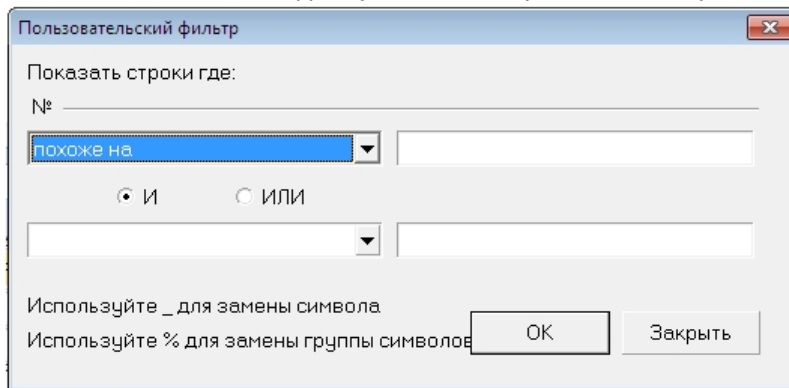 Пользовательский фильтр
Показать строки где:
№
похоже на
И ИЛИ
Используйте _ для замены символа
Используйте % для замены группы символов
OK Закрыть